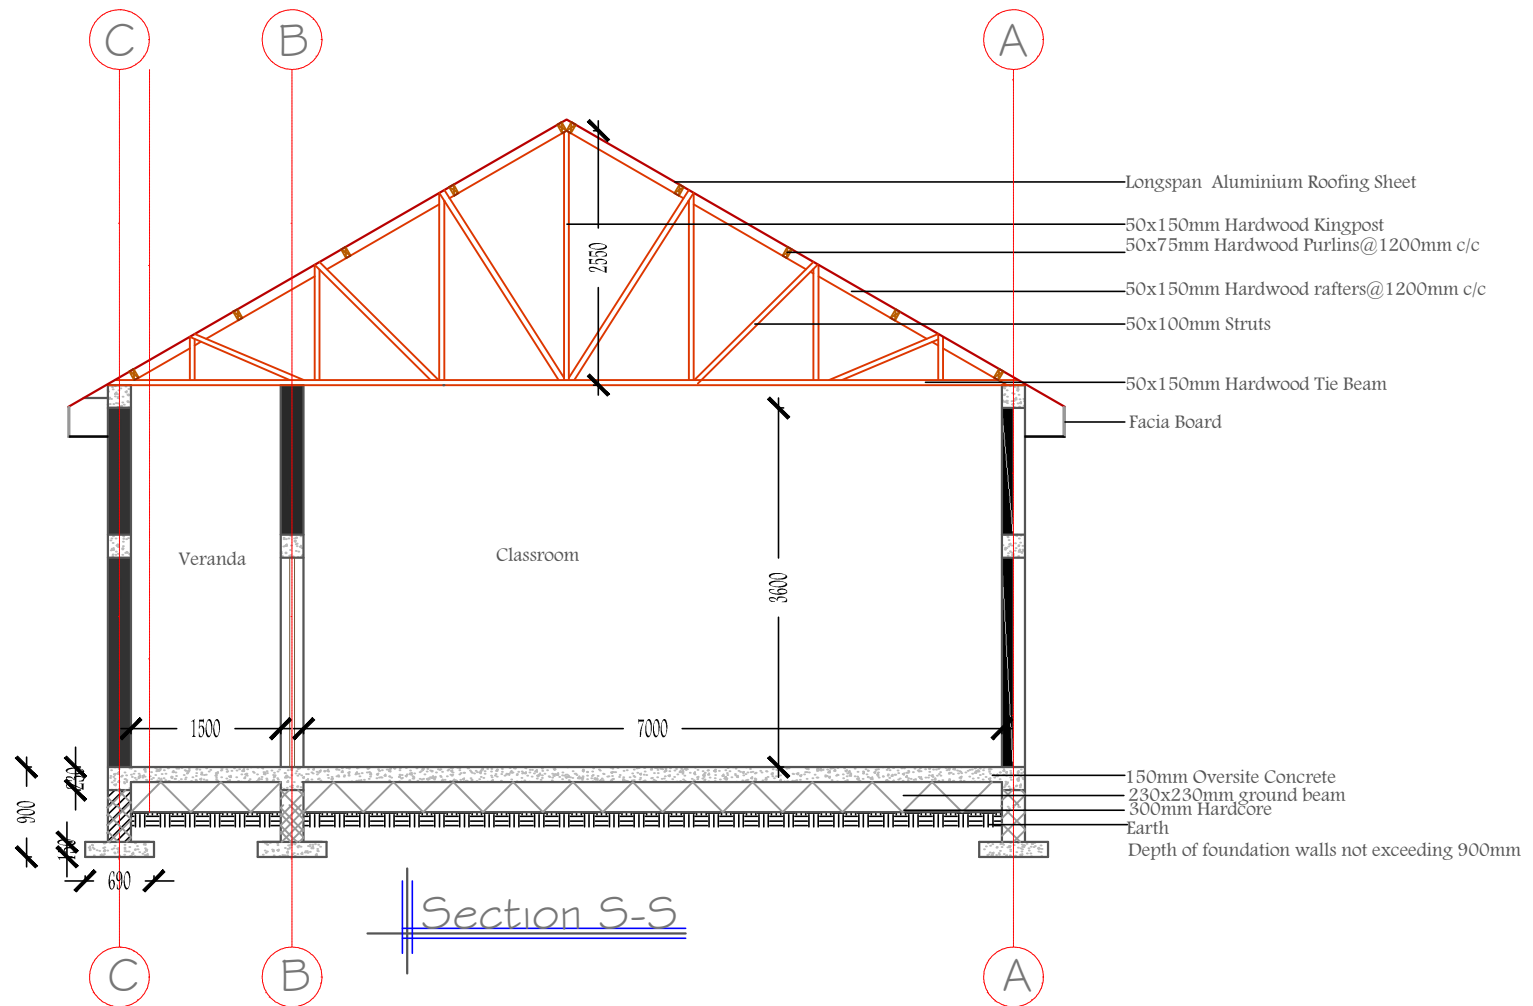 C
B
A
Longspan Aluminium Roofing Sheet
50x150mm Hardwood Kingpost
50x75mm Hardwood Purlins@1200mm c/c
2550
50x150mm Hardwood rafters@1200mm c/c
50x100mm Struts
50x150mm Hardwood Tie Beam
Facia Board
Veranda
Classroom
3600
1500
7000
230
900
150
690
150mm Oversite Concrete
230x230mm ground beam
300mm Hardcore
Earth
Depth of foundation walls not exceeding 900mm
Section S-S
C
B
A